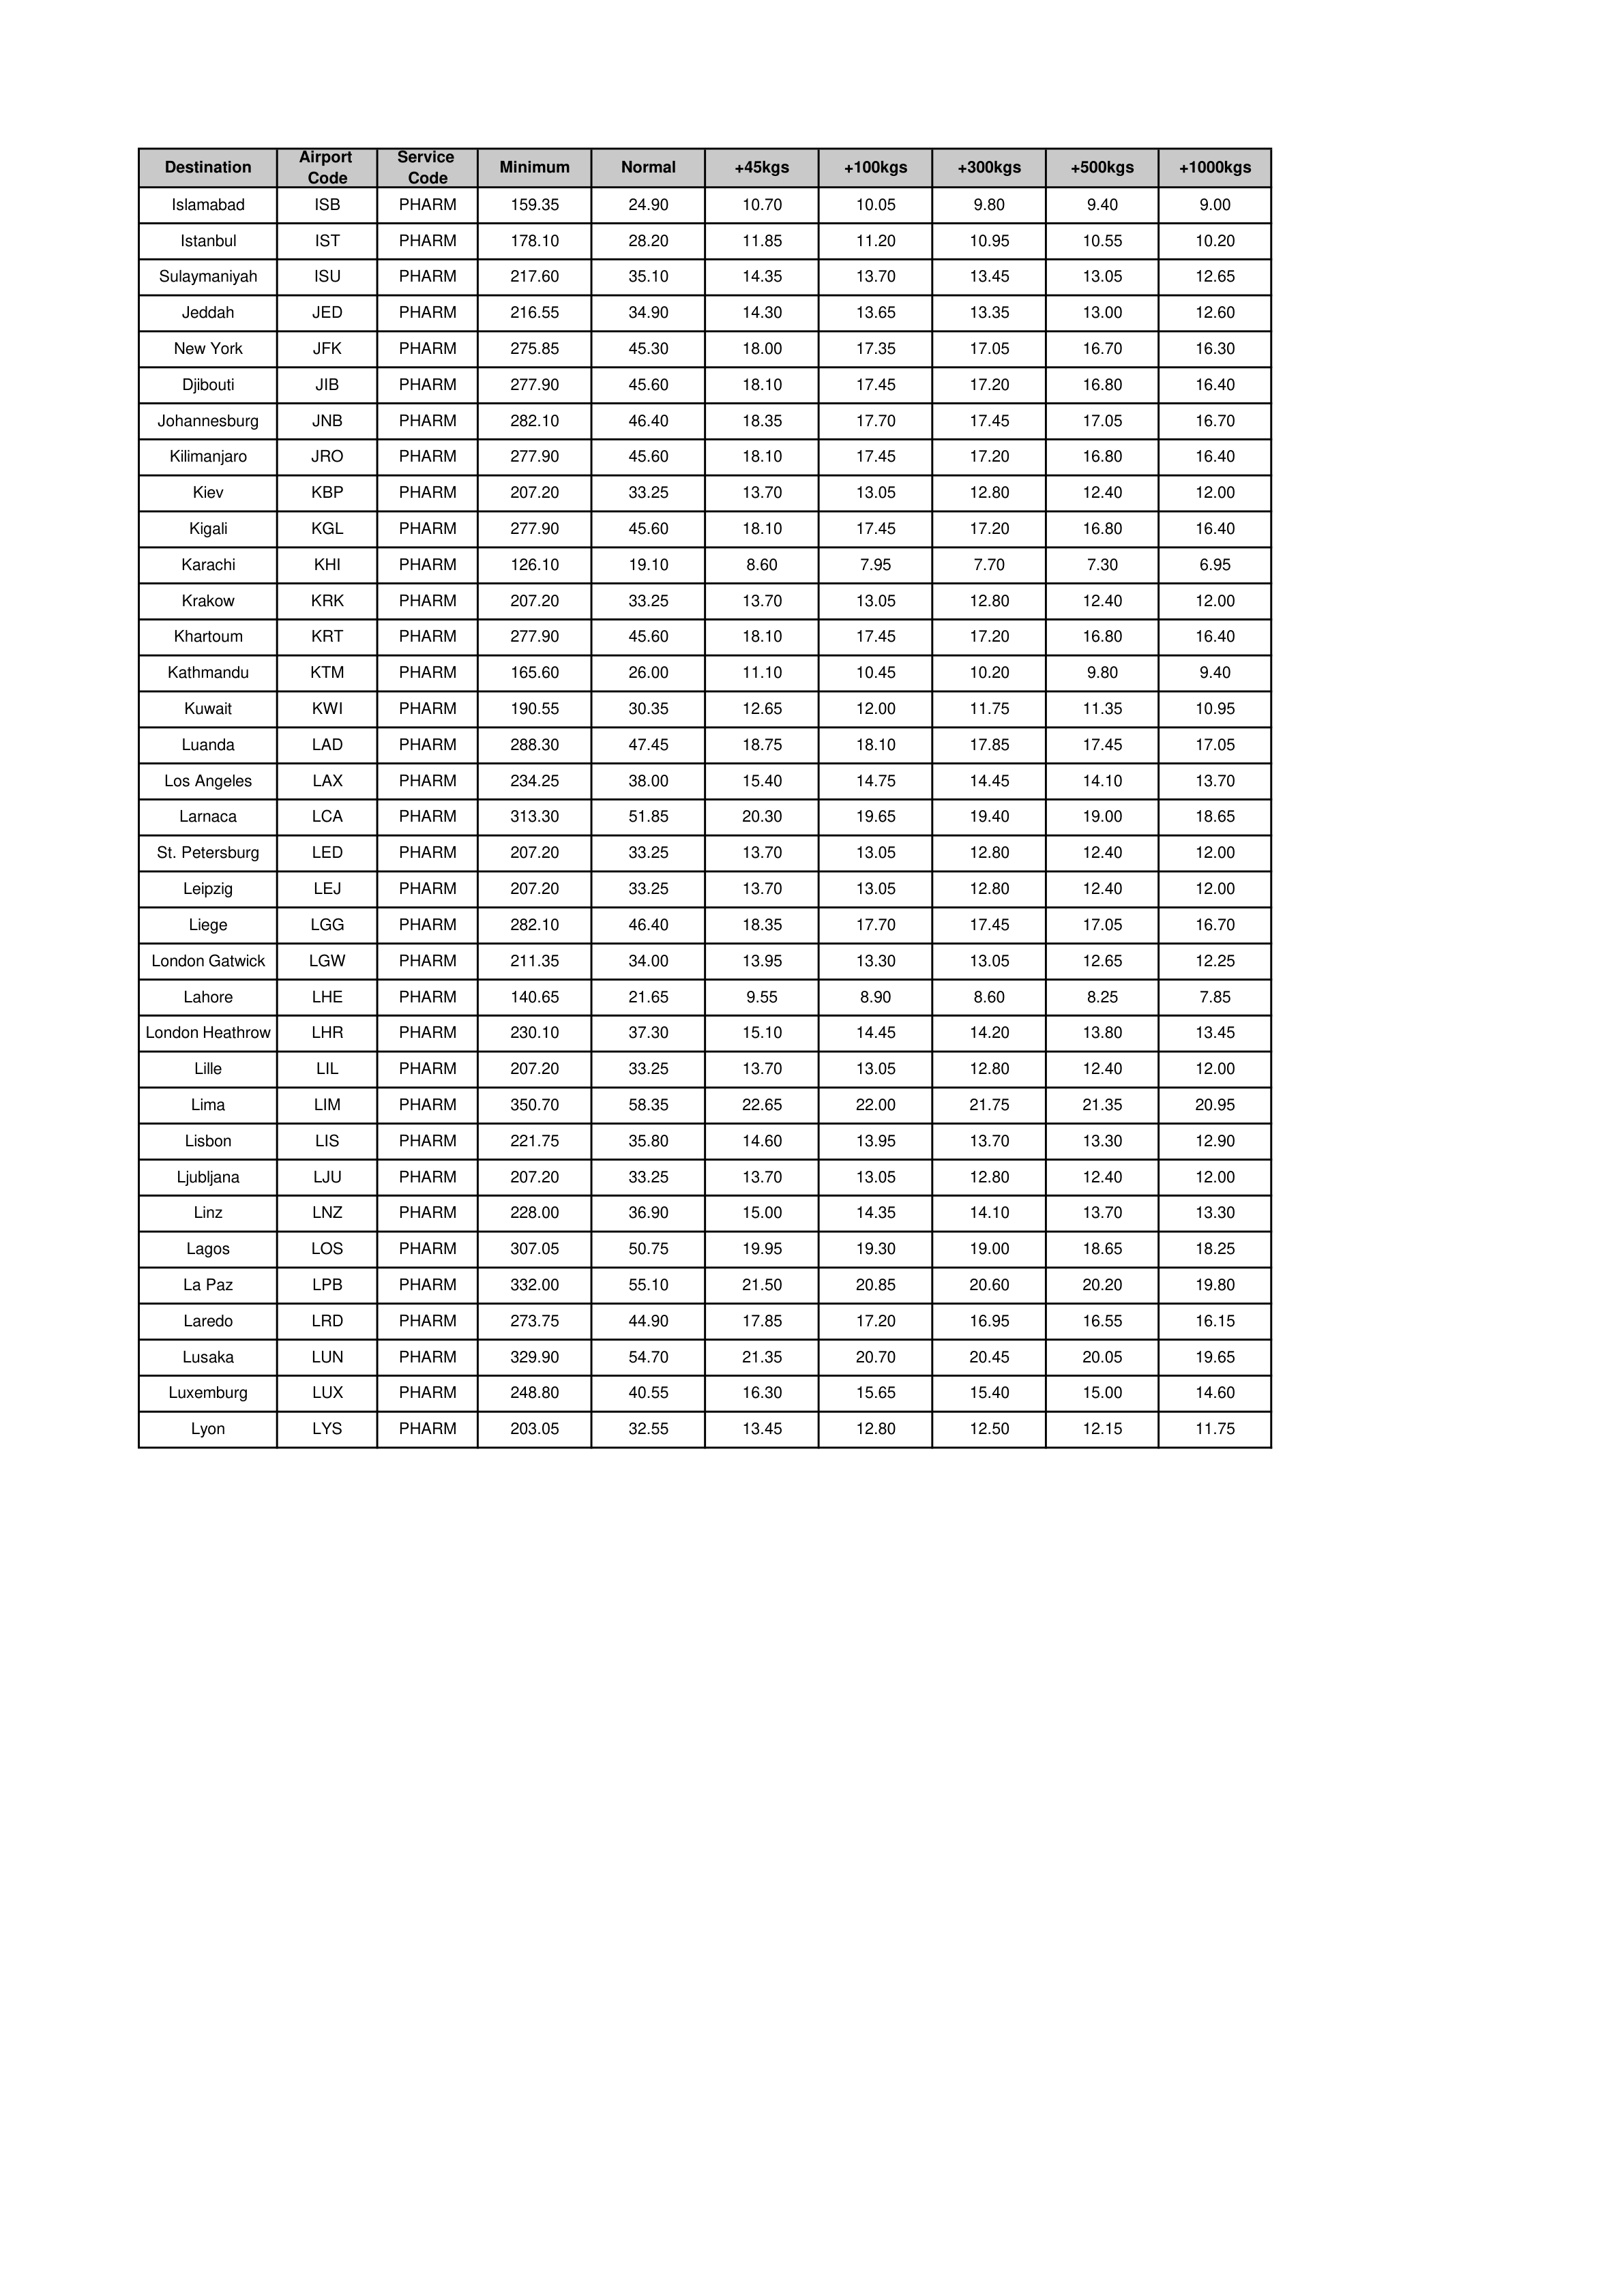 Destination Airport Code Service Code Minimum Normal +45kgs +100kgs +300kgs +500kgs +1000kgs
Islamabad ISB PHARM 159.35 24.90 10.70 10.05 9.80 9.40 9.00
Istanbul IST PHARM 178.10 28.20 11.85 11.20 10.95 10.55 10.20
Sulaymaniyah ISU PHARM 217.60 35.10 14.35 13.70 13.45 13.05 12.65
Jeddah JED PHARM 216.55 34.90 14.30 13.65 13.35 13.00 12.60
New York JFK PHARM 275.85 45.30 18.00 17.35 17.05 16.70 16.30
Djibouti JIB PHARM 277.90 45.60 18.10 17.45 17.20 16.80 16.40
Johannesburg JNB PHARM 282.10 46.40 18.35 17.70 17.45 17.05 16.70
Kilimanjaro JRO PHARM 277.90 45.60 18.10 17.45 17.20 16.80 16.40
Kiev KBP PHARM 207.20 33.25 13.70 13.05 12.80 12.40 12.00
Kigali KGL PHARM 277.90 45.60 18.10 17.45 17.20 16.80 16.40
Karachi KHI PHARM 126.10 19.10 8.60 7.95 7.70 7.30 6.95
Krakow KRK PHARM 207.20 33.25 13.70 13.05 12.80 12.40 12.00
Khartoum KRT PHARM 277.90 45.60 18.10 17.45 17.20 16.80 16.40
Kathmandu KTM PHARM 165.60 26.00 11.10 10.45 10.20 9.80 9.40
Kuwait KWI PHARM 190.55 30.35 12.65 12.00 11.75 11.35 10.95
Luanda LAD PHARM 288.30 47.45 18.75 18.10 17.85 17.45 17.05
Los Angeles LAX PHARM 234.25 38.00 15.40 14.75 14.45 14.10 13.70
Larnaca LCA PHARM 313.30 51.85 20.30 19.65 19.40 19.00 18.65
St. Petersburg LED PHARM 207.20 33.25 13.70 13.05 12.80 12.40 12.00
Leipzig LEJ PHARM 207.20 33.25 13.70 13.05 12.80 12.40 12.00
Liege LGG PHARM 282.10 46.40 18.35 17.70 17.45 17.05 16.70
London Gatwick LGW PHARM 211.35 34.00 13.95 13.30 13.05 12.65 12.25
Lahore LHE PHARM 140.65 21.65 9.55 8.90 8.60 8.25 7.85
London Heathrow LHR PHARM 230.10 37.30 15.10 14.45 14.20 13.80 13.45
Lille LIL PHARM 207.20 33.25 13.70 13.05 12.80 12.40 12.00
Lima LIM PHARM 350.70 58.35 22.65 22.00 21.75 21.35 20.95
Lisbon LIS PHARM 221.75 35.80 14.60 13.95 13.70 13.30 12.90
Ljubljana LJU PHARM 207.20 33.25 13.70 13.05 12.80 12.40 12.00
Linz LNZ PHARM 228.00 36.90 15.00 14.35 14.10 13.70 13.30
Lagos LOS PHARM 307.05 50.75 19.95 19.30 19.00 18.65 18.25
La Paz LPB PHARM 332.00 55.10 21.50 20.85 20.60 20.20 19.80
Laredo LRD PHARM 273.75 44.90 17.85 17.20 16.95 16.55 16.15
Lusaka LUN PHARM 329.90 54.70 21.35 20.70 20.45 20.05 19.65
Luxemburg LUX PHARM 248.80 40.55 16.30 15.65 15.40 15.00 14.60
Lyon LYS PHARM 203.05 32.55 13.45 12.80 12.50 12.15 11.75